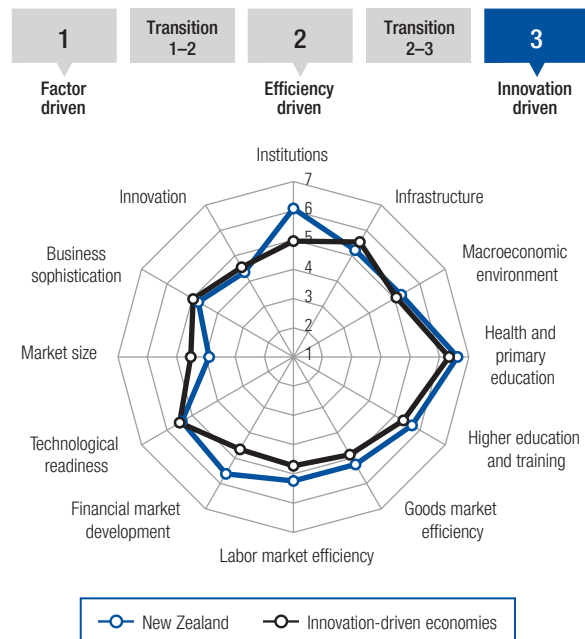 1
Transition
1–2
2
Transition
2–3
3
Factor
driven
Efficiency
driven
Innovation
driven
Institutions
7
Innovation
Infrastructure
6
5
Business
sophistication
Macroeconomic
environment
4
3
2
Market size
1
Health and
primary
education
Technological
readiness
Higher education
and training
Financial market
development
Goods market
efficiency
Labor market efficiency
New Zealand
Innovation-driven economies